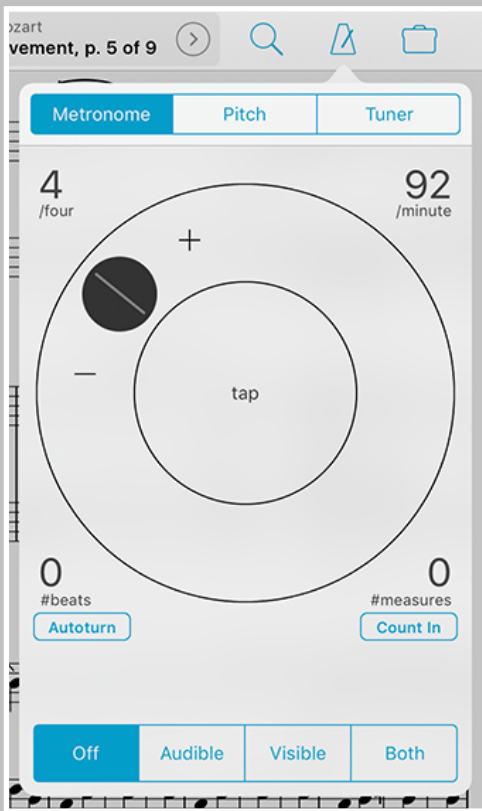 ozart
vement, p. 5 of 9
Metronome Pitch Tuner
4 92
/four /minute
+
−
tap
0 0
#beats #measures
Autoturn Count In
Off Audible Visible Both